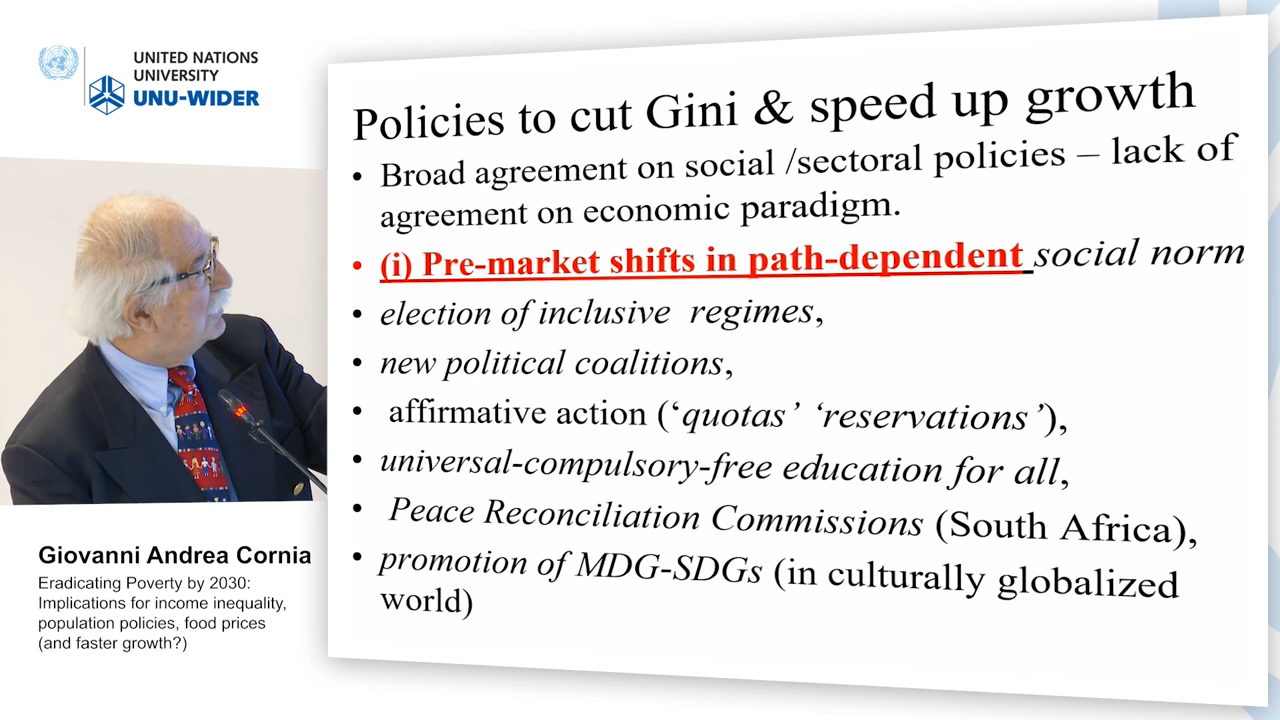 UNITED NATIONS
UNIVERSITY
UNU-WIDER
Policies to cut Gini & speed up growth
• Broad agreement on social /sectoral policies – lack of
agreement on economic paradigm.
• (i) Pre-market shifts in path-dependent social norm
• election of inclusive regimes,
• new political coalitions,
• affirmative action (‘quotas’ ‘reservations’),
• universal-compulsory-free education for all,
• Peace Reconciliation Commissions (South Africa),
• promotion of MDG-SDGs (in culturally globalized
world)
Giovanni Andrea Cornia
Eradicating Poverty by 2030:
Implications for income inequality,
population policies, food prices
(and faster growth?)